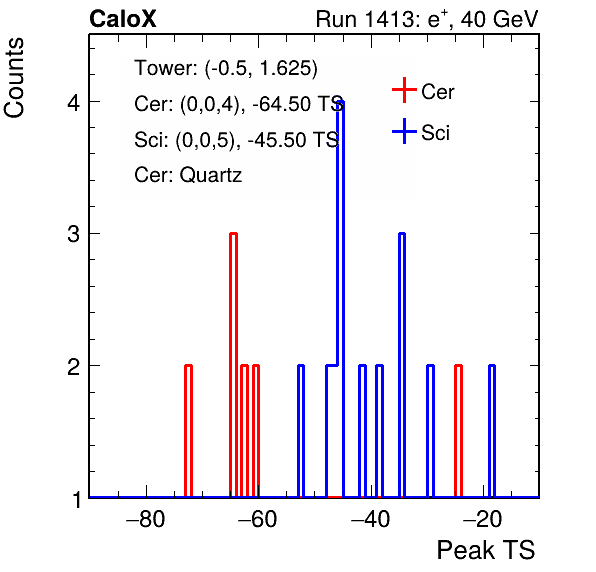 CaloX Run 1413: e⁺, 40 GeV
Counts
Tower: (-0.5, 1.625)
Cer: (0,0,4), -64.50 TS
Sci: (0,0,5), -45.50 TS
Cer: Quartz
Cer
Sci
4
3
2
1
−80 −60 −40 −20
Peak TS